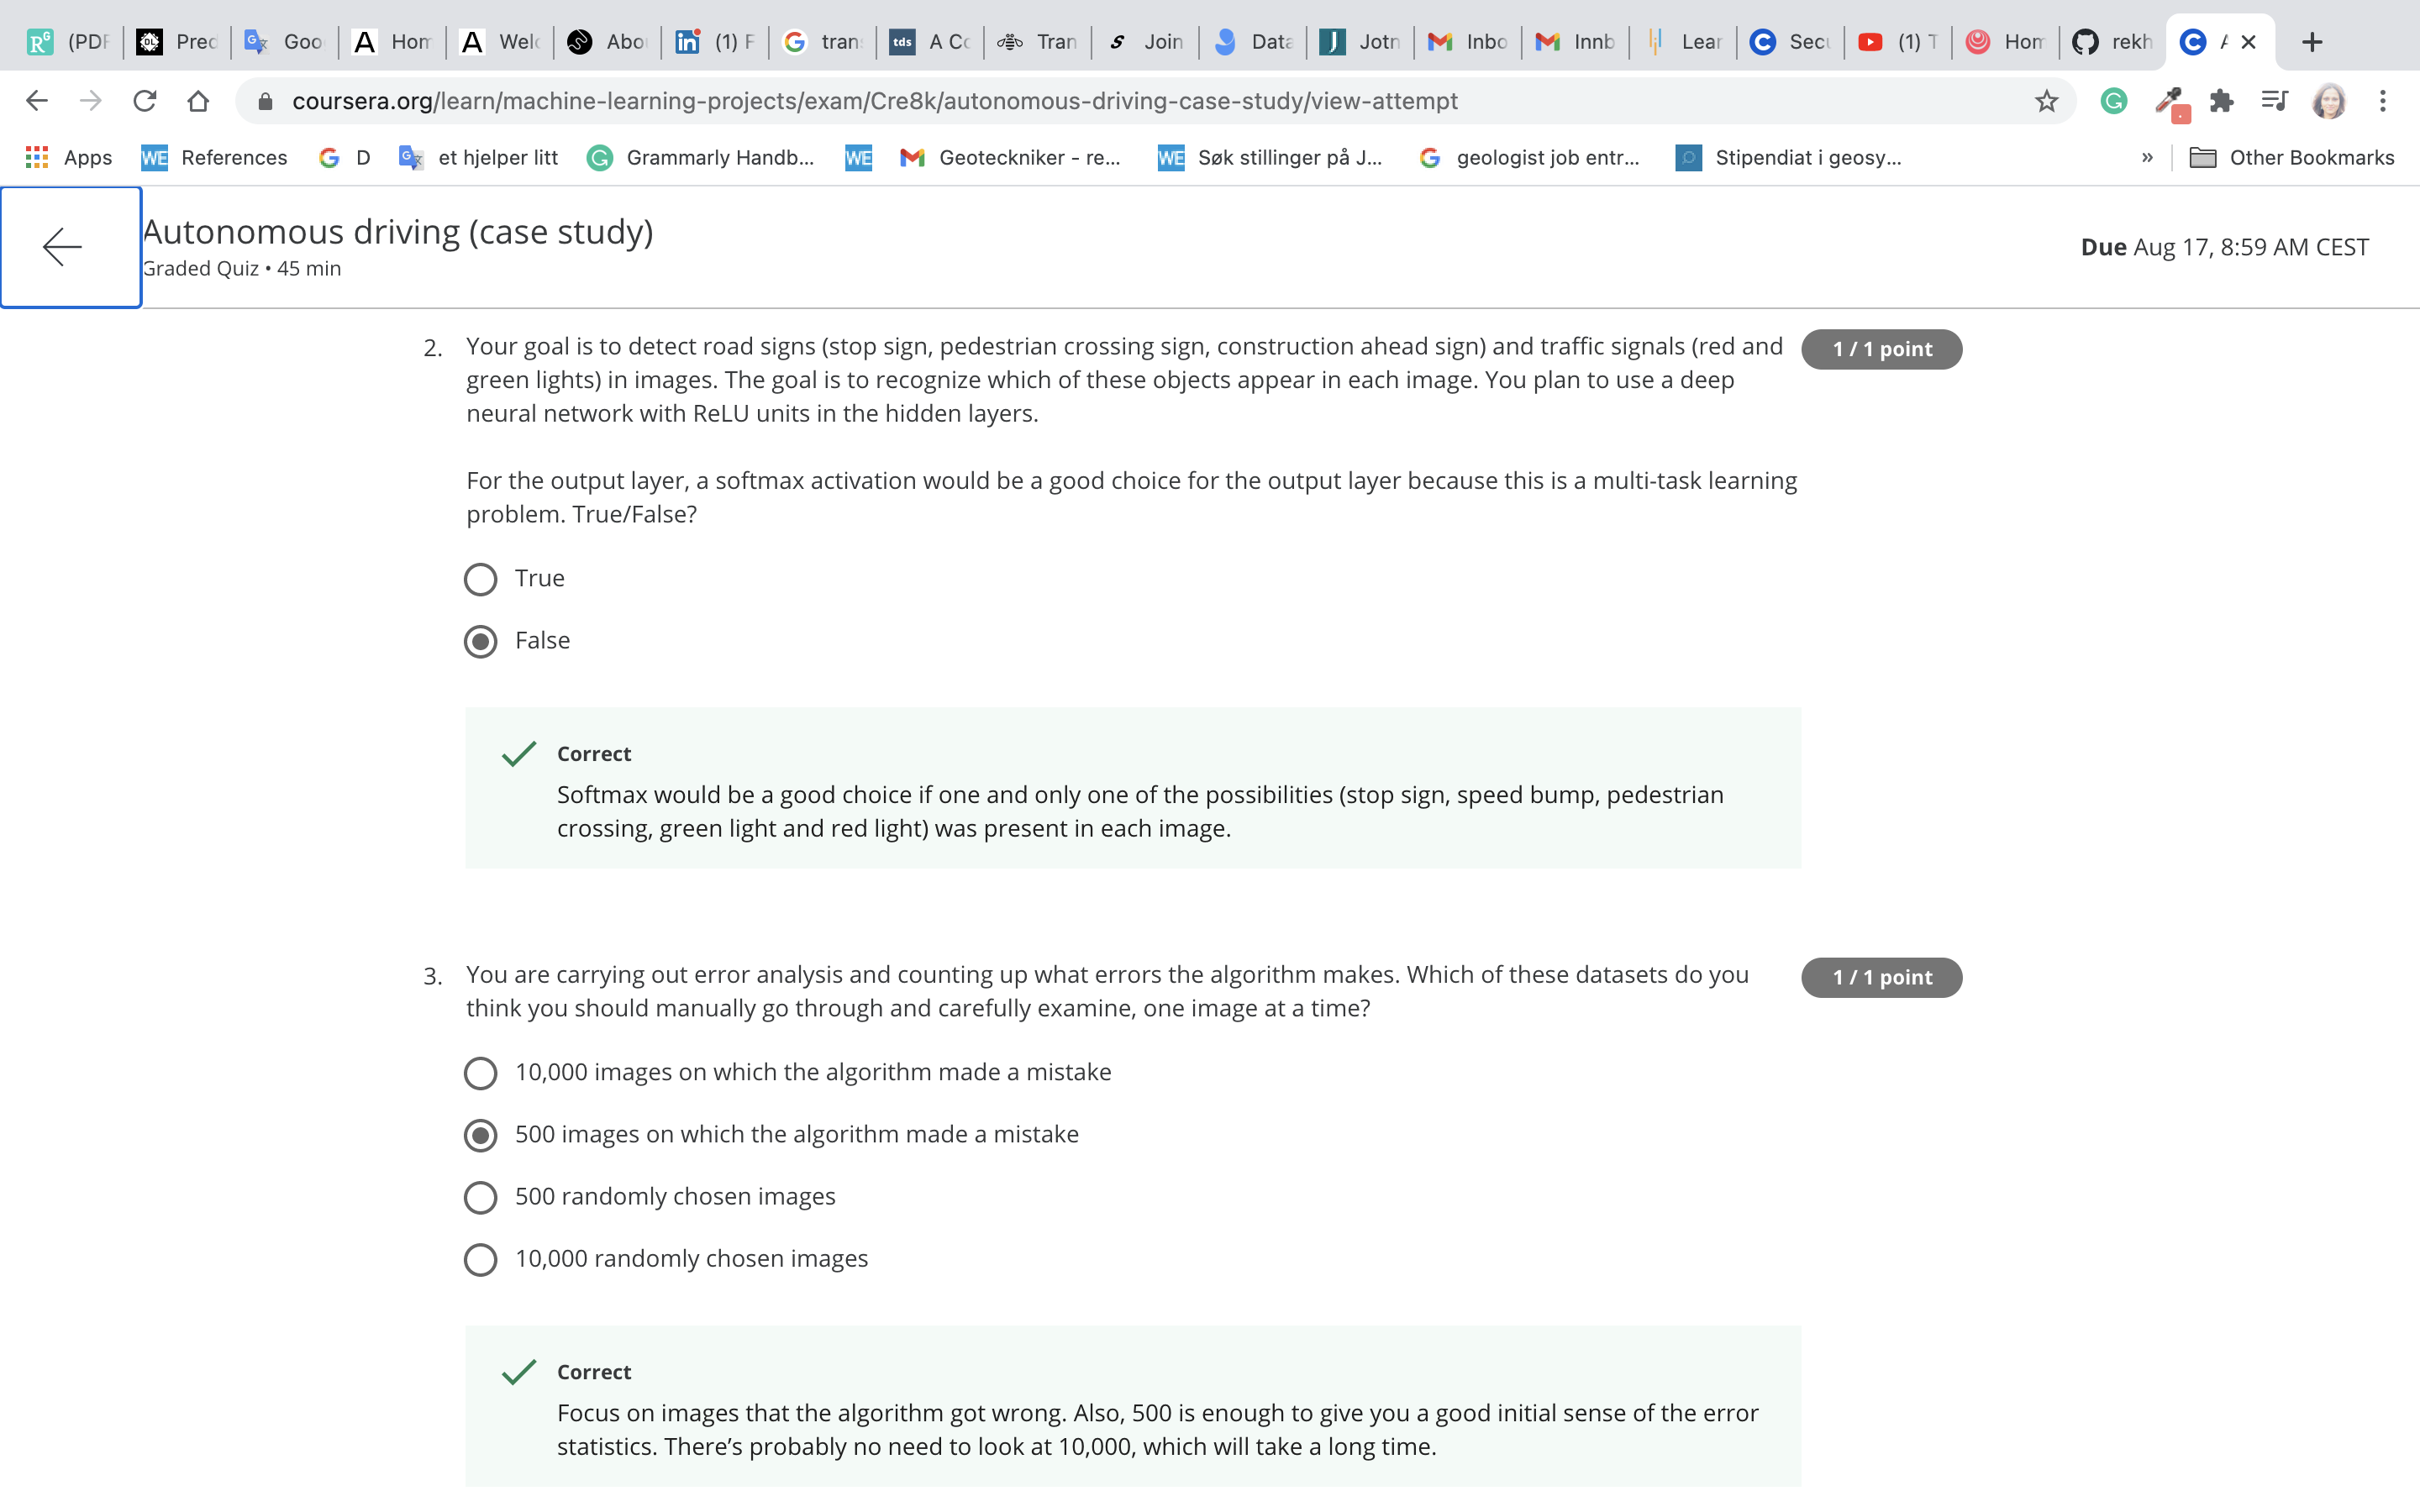 (PDF Pred Goo Hom Welc Abo (1) F tran A Co Tran Join Data Jotn Inbo Innb Lear Secu (1) T Hom rekh
coursera.org/learn/machine-learning-projects/exam/Cre8k/autonomous-driving-case-study/view-attempt
Apps WE References D et hjelper litt Grammarly Handb... WE Geoteckniker - re... WE Søk stillinger på J... geologist job entr... Stipendiat i geosy... » Other Bookmarks
Autonomous driving (case study)
Graded Quiz • 45 min
Due Aug 17, 8:59 AM CEST
2. Your goal is to detect road signs (stop sign, pedestrian crossing sign, construction ahead sign) and traffic signals (red and
1 / 1 point
green lights) in images. The goal is to recognize which of these objects appear in each image. You plan to use a deep
neural network with ReLU units in the hidden layers.
For the output layer, a softmax activation would be a good choice for the output layer because this is a multi-task learning
problem. True/False?
True
False
Correct
Softmax would be a good choice if one and only one of the possibilities (stop sign, speed bump, pedestrian
crossing, green light and red light) was present in each image.
3. You are carrying out error analysis and counting up what errors the algorithm makes. Which of these datasets do you
1 / 1 point
think you should manually go through and carefully examine, one image at a time?
10,000 images on which the algorithm made a mistake
500 images on which the algorithm made a mistake
500 randomly chosen images
10,000 randomly chosen images
Correct
Focus on images that the algorithm got wrong. Also, 500 is enough to give you a good initial sense of the error
statistics. There’s probably no need to look at 10,000, which will take a long time.